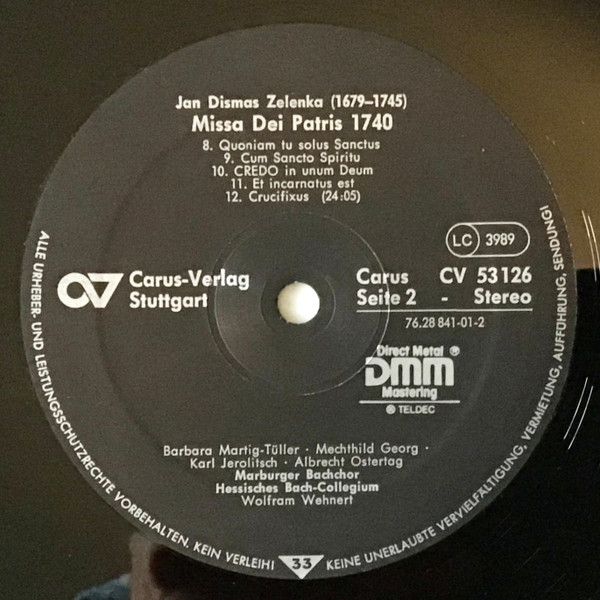 Jan Dismas Zelenka (1679–1745)
Missa Dei Patris 1740
8. Quoniam tu solus Sanctus
9. Cum Sancto Spiritu
10. CREDO in unum Deum
11. Et incarnatus est
12. Crucifixus (24:05)
LC 3989
Carus-Verlag
Stuttgart
Carus CV 53126
Seite 2 - Stereo
76.28 841-01-2
Direct Metal ®
DMM
Mastering
℗ TELDEC
Barbara Martig-Tüller · Mechthild Georg ·
Karl Jerolitsch · Albrecht Ostertag
Marburger Bachchor
Hessisches Bach-Collegium
Wolfram Wehnert
ALLE URHEBER- UND LEISTUNGSSCHUTZRECHTE VORBEHALTEN. KEIN VERLEIH! 33 KEINE UNERLAUBTE VERVIELFÄLTIGUNG, VERMIETUNG, AUFFÜHRUNG, SENDUNG!